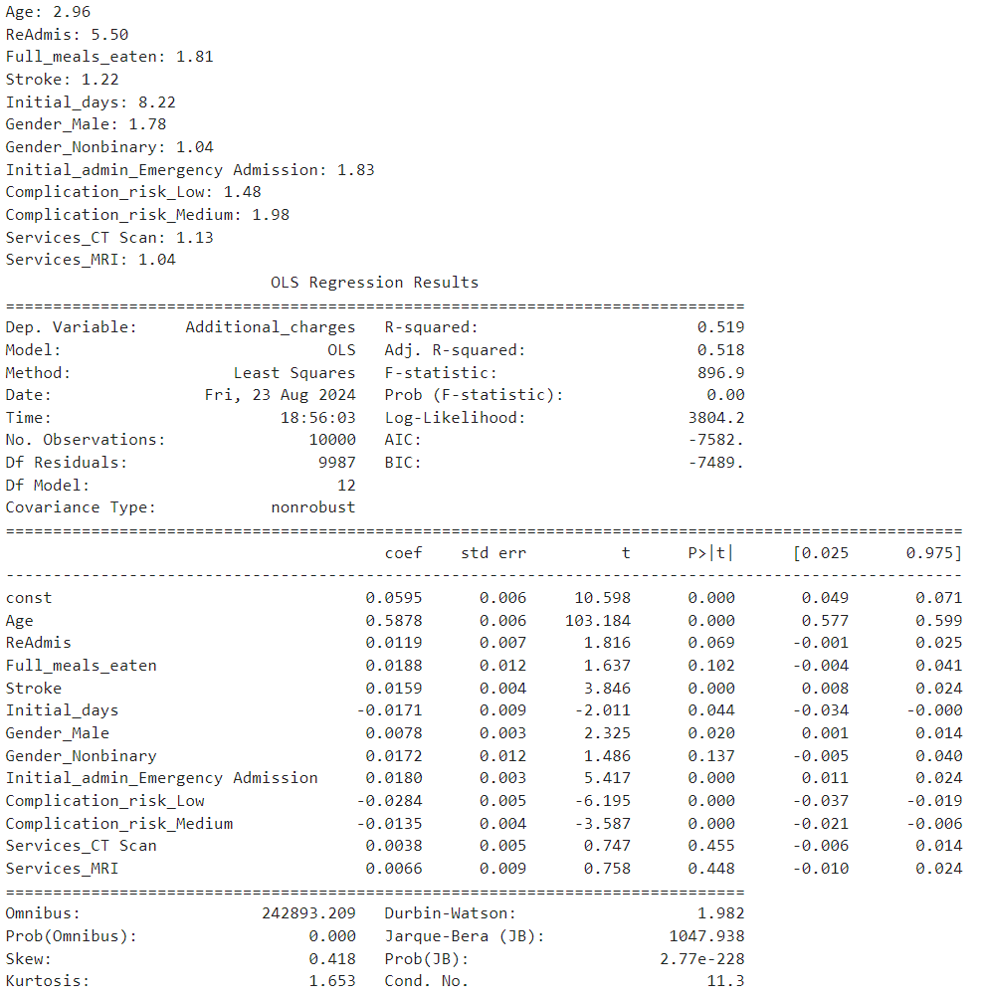 Age: 2.96
ReAdmis: 5.50
Full_meals_eaten: 1.81
Stroke: 1.22
Initial_days: 8.22
Gender_Male: 1.78
Gender_Nonbinary: 1.04
Initial_admin_Emergency Admission: 1.83
Complication_risk_Low: 1.48
Complication_risk_Medium: 1.98
Services_CT Scan: 1.13
Services_MRI: 1.04
                            OLS Regression Results
==============================================================================
Dep. Variable:     Additional_charges   R-squared:                       0.519
Model:                            OLS   Adj. R-squared:                  0.518
Method:                 Least Squares   F-statistic:                     896.9
Date:                Fri, 23 Aug 2024   Prob (F-statistic):               0.00
Time:                        18:56:03   Log-Likelihood:                 3804.2
No. Observations:               10000   AIC:                            -7582.
Df Residuals:                    9987   BIC:                            -7489.
Df Model:                          12
Covariance Type:            nonrobust
=====================================================================================================
                                        coef    std err          t      P>|t|      [0.025      0.975]
-----------------------------------------------------------------------------------------------------
const                                 0.0595      0.006     10.598      0.000       0.049       0.071
Age                                   0.5878      0.006    103.184      0.000       0.577       0.599
ReAdmis                               0.0119      0.007      1.816      0.069      -0.001       0.025
Full_meals_eaten                      0.0188      0.012      1.637      0.102      -0.004       0.041
Stroke                                0.0159      0.004      3.846      0.000       0.008       0.024
Initial_days                         -0.0171      0.009     -2.011      0.044      -0.034      -0.000
Gender_Male                           0.0078      0.003      2.325      0.020       0.001       0.014
Gender_Nonbinary                      0.0172      0.012      1.486      0.137      -0.005       0.040
Initial_admin_Emergency Admission     0.0180      0.003      5.417      0.000       0.011       0.024
Complication_risk_Low                -0.0284      0.005     -6.195      0.000      -0.037      -0.019
Complication_risk_Medium             -0.0135      0.004     -3.587      0.000      -0.021      -0.006
Services_CT Scan                      0.0038      0.005      0.747      0.455      -0.006       0.014
Services_MRI                          0.0066      0.009      0.758      0.448      -0.010       0.024
==============================================================================
Omnibus:                   242893.209   Durbin-Watson:                   1.982
Prob(Omnibus):                  0.000   Jarque-Bera (JB):             1047.938
Skew:                           0.418   Prob(JB):                    2.77e-228
Kurtosis:                       1.653   Cond. No.                         11.3